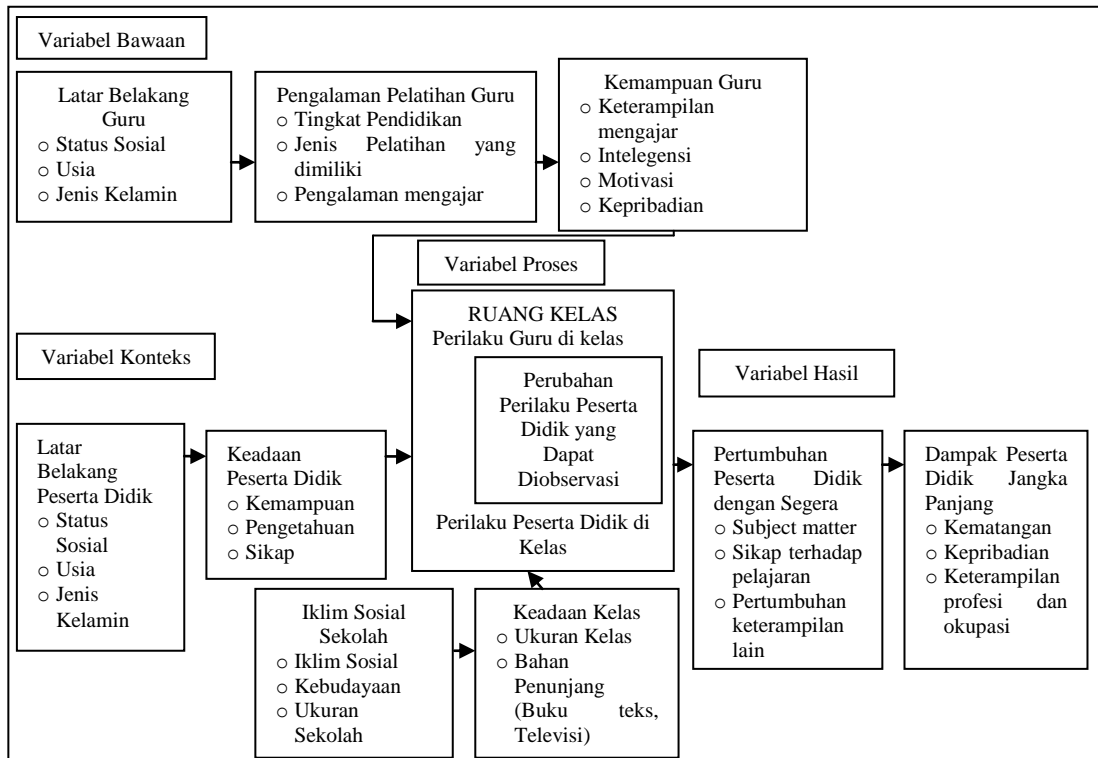 Variabel Bawaan
Latar Belakang
Guru
○ Status Sosial
○ Usia
○ Jenis Kelamin
Pengalaman Pelatihan Guru
○ Tingkat Pendidikan
○ Jenis Pelatihan yang
dimiliki
○ Pengalaman mengajar
Kemampuan Guru
○ Keterampilan
mengajar
○ Intelegensi
○ Motivasi
○ Kepribadian
Variabel Proses
RUANG KELAS
Perilaku Guru di kelas
Perubahan
Perilaku Peserta
Didik yang
Dapat
Diobservasi
Perilaku Peserta Didik di
Kelas
Variabel Konteks
Variabel Hasil
Latar
Belakang
Peserta Didik
○ Status
Sosial
○ Usia
○ Jenis
Kelamin
Keadaan
Peserta Didik
○ Kemampuan
○ Pengetahuan
○ Sikap
Pertumbuhan
Peserta Didik
dengan Segera
○ Subject matter
○ Sikap terhadap
pelajaran
○ Pertumbuhan
keterampilan
lain
Dampak Peserta
Didik Jangka
Panjang
○ Kematangan
○ Kepribadian
○ Keterampilan
profesi dan
okupasi
Iklim Sosial
Sekolah
○ Iklim Sosial
○ Kebudayaan
○ Ukuran
Sekolah
Keadaan Kelas
○ Ukuran Kelas
○ Bahan
Penunjang
(Buku teks,
Televisi)